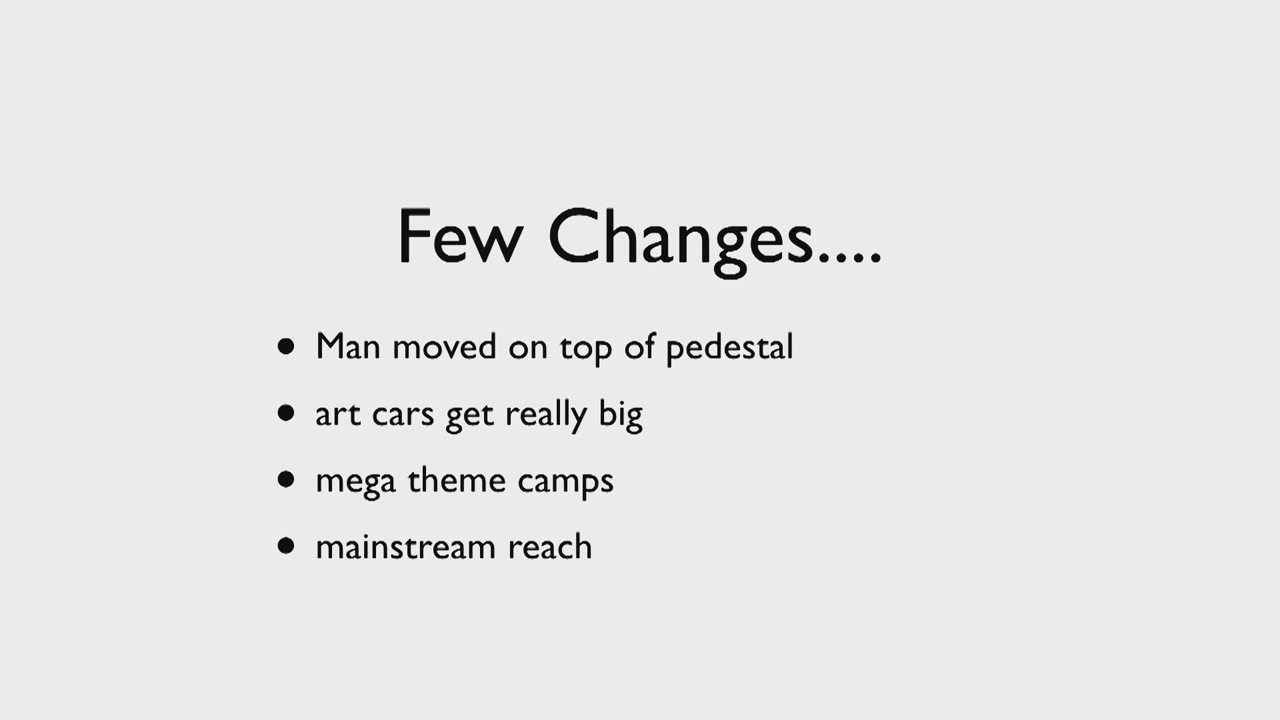 Few Changes....
• Man moved on top of pedestal
• art cars get really big
• mega theme camps
• mainstream reach